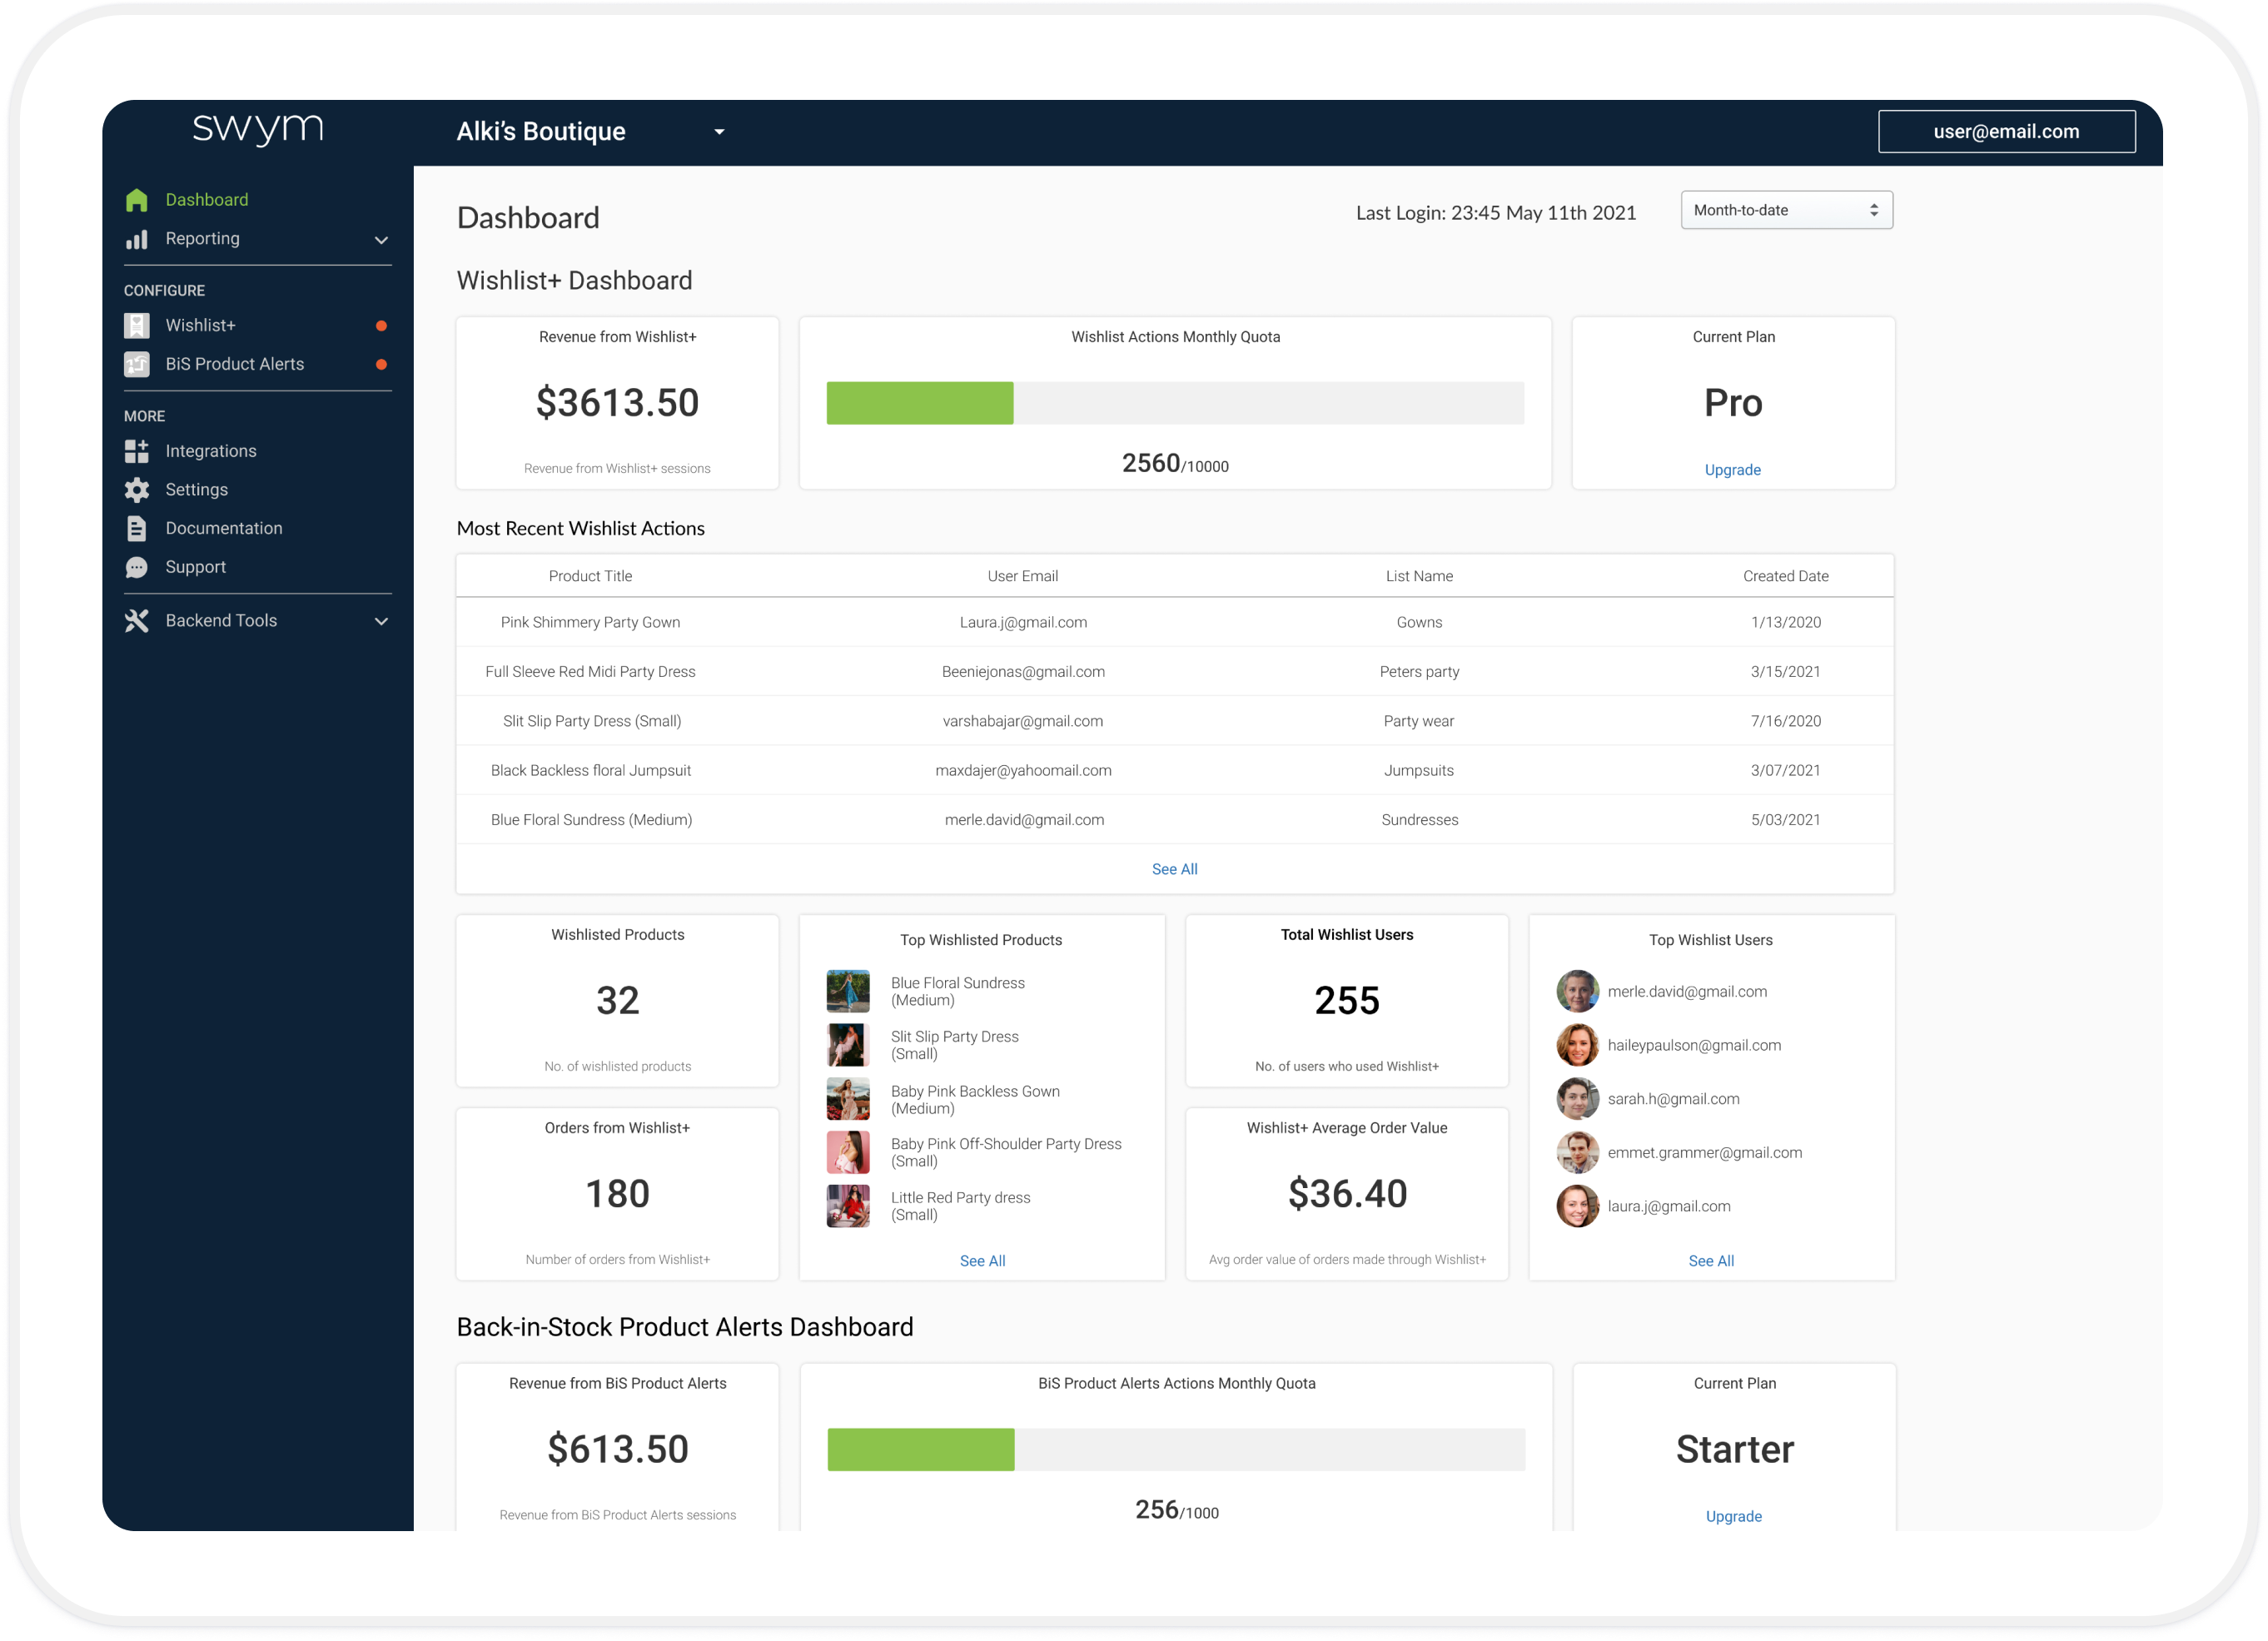 swym
Alki's Boutique
user@email.com
Dashboard
Reporting
CONFIGURE
Wishlist+
BiS Product Alerts
MORE
Integrations
Settings
Documentation
Support
Backend Tools
Dashboard
Last Login: 23:45 May 11th 2021
Month-to-date
Wishlist+ Dashboard
Revenue from Wishlist+
$3613.50
Revenue from Wishlist+ sessions
Wishlist Actions Monthly Quota
2560/10000
Current Plan
Pro
Upgrade
Most Recent Wishlist Actions
Product Title User Email List Name Created Date
Pink Shimmery Party Gown Laura.j@gmail.com Gowns 1/13/2020
Full Sleeve Red Midi Party Dress Beeniejonas@gmail.com Peters party 3/15/2021
Slit Slip Party Dress (Small) varshabajar@gmail.com Party wear 7/16/2020
Black Backless floral Jumpsuit maxdajer@yahoomail.com Jumpsuits 3/07/2021
Blue Floral Sundress (Medium) merle.david@gmail.com Sundresses 5/03/2021
See All
Wishlisted Products
32
No. of wishlisted products
Orders from Wishlist+
180
Number of orders from Wishlist+
Top Wishlisted Products
Blue Floral Sundress
(Medium)
Slit Slip Party Dress
(Small)
Baby Pink Backless Gown
(Medium)
Baby Pink Off-Shoulder Party Dress
(Small)
Little Red Party dress
(Small)
See All
Total Wishlist Users
255
No. of users who used Wishlist+
Wishlist+ Average Order Value
$36.40
Avg order value of orders made through Wishlist+
Top Wishlist Users
merle.david@gmail.com
haileypaulson@gmail.com
sarah.h@gmail.com
emmet.grammer@gmail.com
laura.j@gmail.com
See All
Back-in-Stock Product Alerts Dashboard
Revenue from BiS Product Alerts
$613.50
Revenue from BiS Product Alerts sessions
BiS Product Alerts Actions Monthly Quota
256/1000
Current Plan
Starter
Upgrade